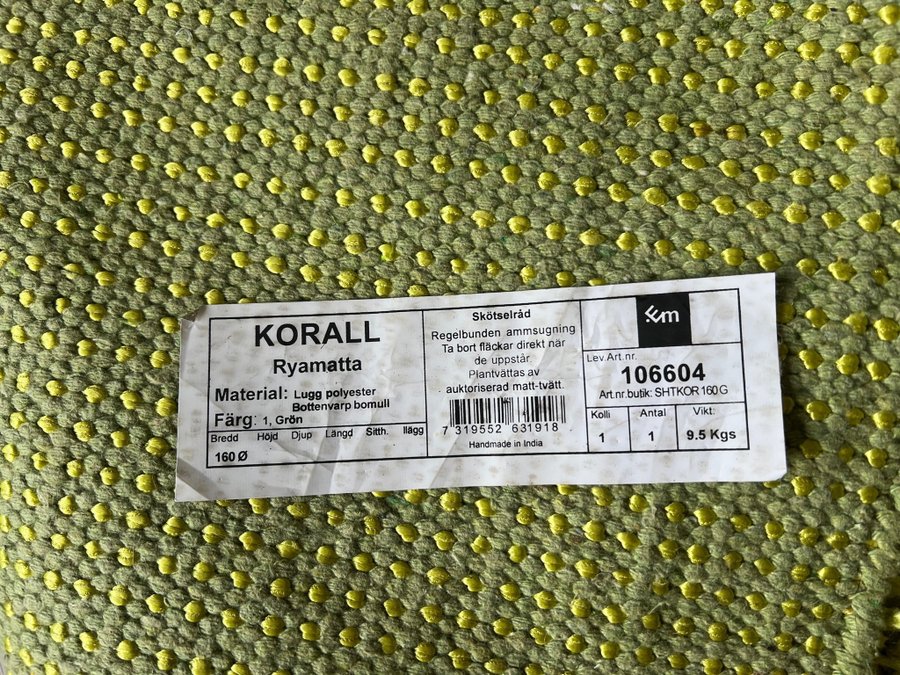 KORALL
Ryamatta
Material: Lugg polyester
Bottenvarp bomull
Färg: 1, Grön
Bredd Höjd Djup Längd Sitth. Ilägg
160 Ø
Skötselråd
Regelbunden ammsugning
Ta bort fläckar direkt när
de uppstår.
Plantvättas av
auktoriserad matt-tvätt.
7 319552 631918
Handmade in India
Em
Lev.Art.nr.
106604
Art.nr.butik: SHTKOR 160 G
Kolli Antal Vikt:
1 1 9.5 Kgs